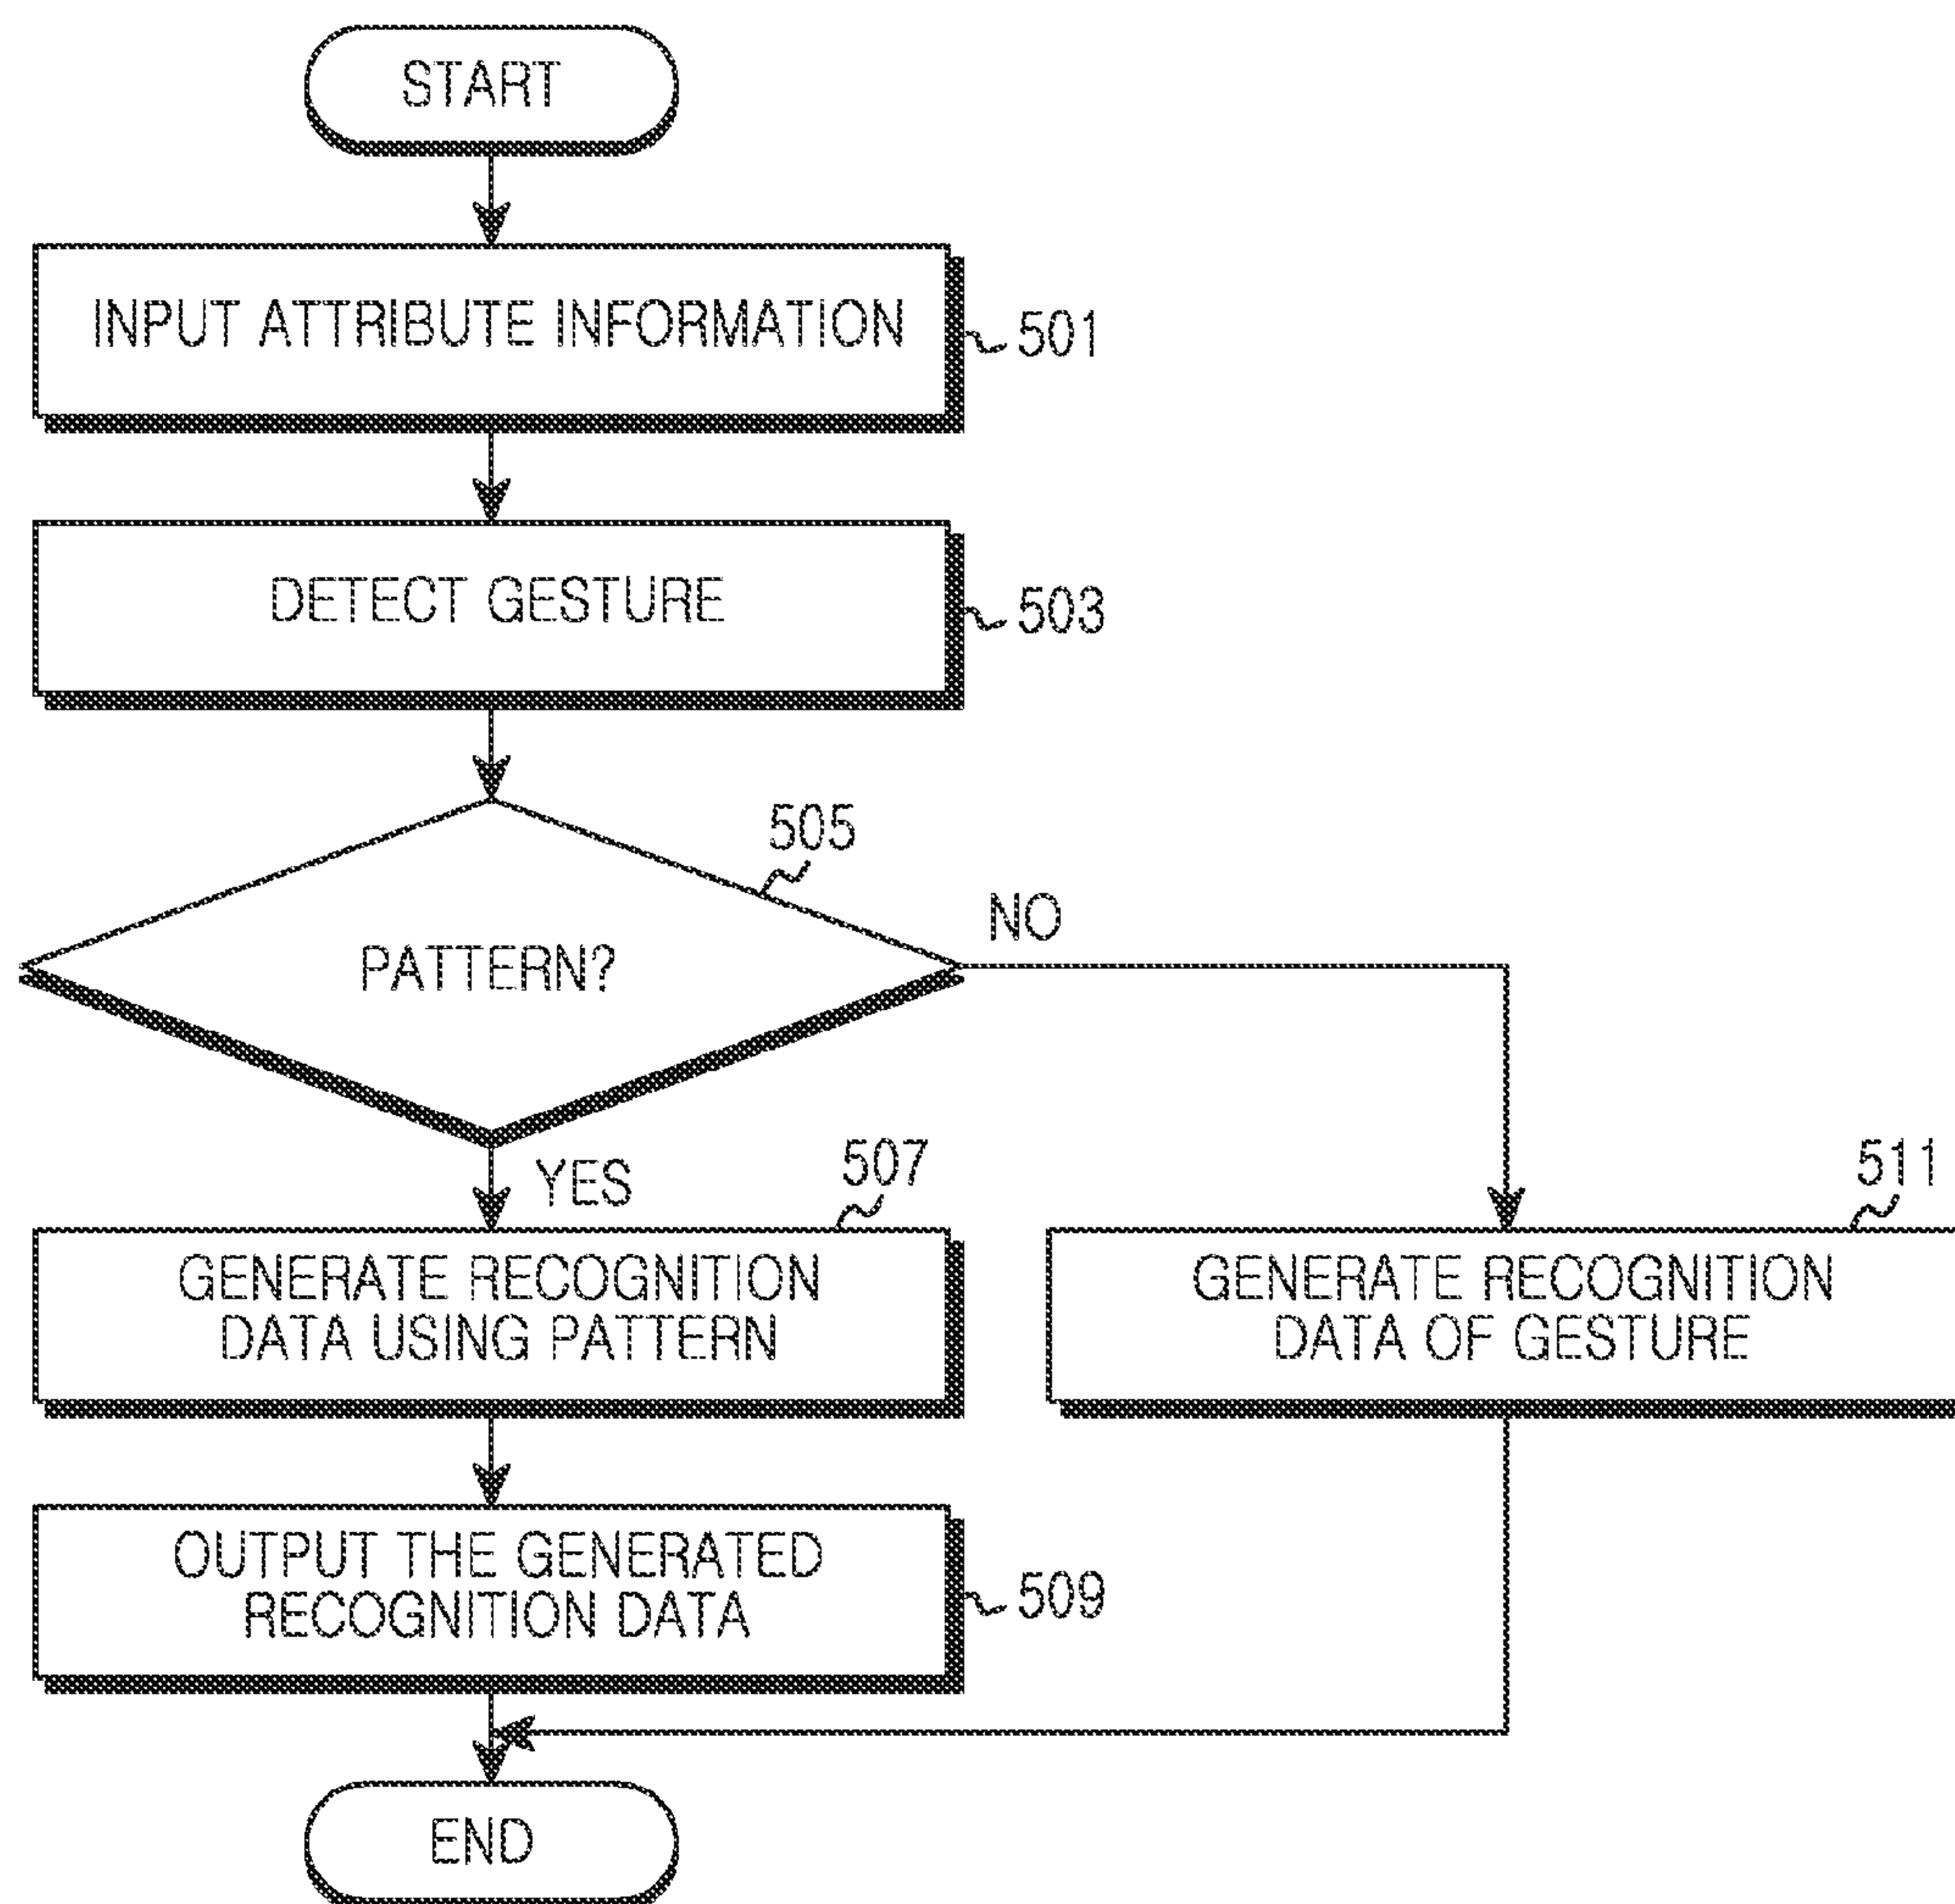 START
INPUT ATTRIBUTE INFORMATION
501
DETECT GESTURE
503
505
PATTERN?
NO
YES
507
511
GENERATE RECOGNITION
DATA USING PATTERN
GENERATE RECOGNITION
DATA OF GESTURE
OUTPUT THE GENERATED
RECOGNITION DATA
509
END